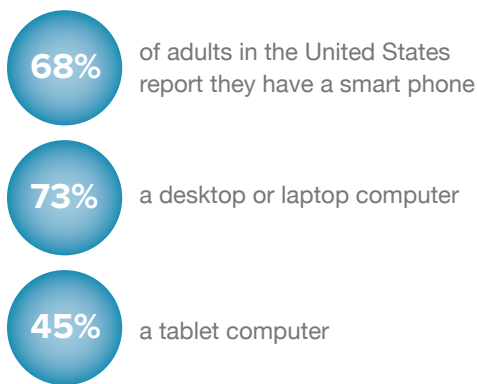 68%
of adults in the United States
report they have a smart phone
73%
a desktop or laptop computer
45%
a tablet computer